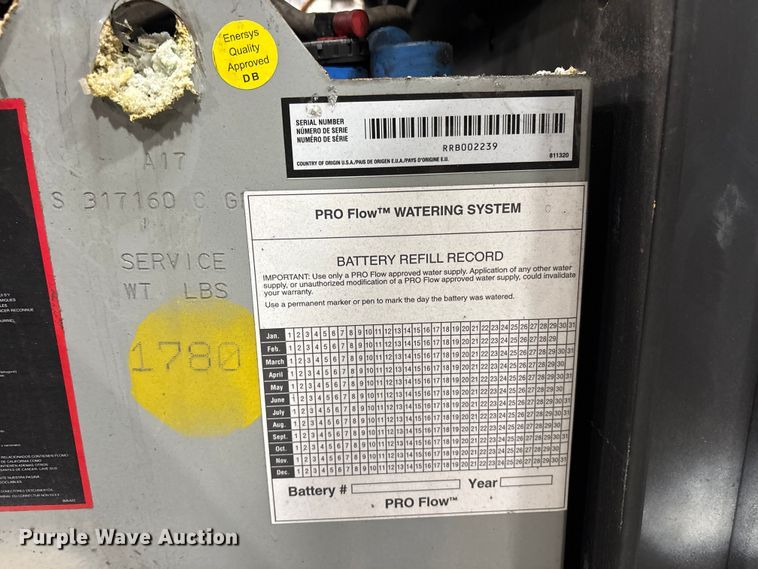 Enersys
Quality
Approved
DB
SERIAL NUMBER
NÚMERO DE SERIE
NUMÉRO DE SÉRIE
RRB002239
COUNTRY OF ORIGIN U.S.A./PAIS DE ORIGEN E.U.A./PAYS D'ORIGINE E.U.
811320
A17
S 317160 C G
SERVICE
WT LBS
1780
PRO Flow™ WATERING SYSTEM
BATTERY REFILL RECORD
IMPORTANT: Use only a PRO Flow approved water supply. Application of any other water
supply, or unauthorized modification of a PRO Flow approved water supply, could invalidate
your warranty.
Use a permanent marker or pen to mark the day the battery was watered.
Jan. 1 2 3 4 5 6 7 8 9 10 11 12 13 14 15 16 17 18 19 20 21 22 23 24 25 26 27 28 29 30 31
Feb. 1 2 3 4 5 6 7 8 9 10 11 12 13 14 15 16 17 18 19 20 21 22 23 24 25 26 27 28 29
March 1 2 3 4 5 6 7 8 9 10 11 12 13 14 15 16 17 18 19 20 21 22 23 24 25 26 27 28 29 30 31
April 1 2 3 4 5 6 7 8 9 10 11 12 13 14 15 16 17 18 19 20 21 22 23 24 25 26 27 28 29 30
May 1 2 3 4 5 6 7 8 9 10 11 12 13 14 15 16 17 18 19 20 21 22 23 24 25 26 27 28 29 30 31
June 1 2 3 4 5 6 7 8 9 10 11 12 13 14 15 16 17 18 19 20 21 22 23 24 25 26 27 28 29 30
July 1 2 3 4 5 6 7 8 9 10 11 12 13 14 15 16 17 18 19 20 21 22 23 24 25 26 27 28 29 30 31
Aug. 1 2 3 4 5 6 7 8 9 10 11 12 13 14 15 16 17 18 19 20 21 22 23 24 25 26 27 28 29 30 31
Sept. 1 2 3 4 5 6 7 8 9 10 11 12 13 14 15 16 17 18 19 20 21 22 23 24 25 26 27 28 29 30
Oct. 1 2 3 4 5 6 7 8 9 10 11 12 13 14 15 16 17 18 19 20 21 22 23 24 25 26 27 28 29 30 31
Nov. 1 2 3 4 5 6 7 8 9 10 11 12 13 14 15 16 17 18 19 20 21 22 23 24 25 26 27 28 29 30
Dec. 1 2 3 4 5 6 7 8 9 10 11 12 13 14 15 16 17 18 19 20 21 22 23 24 25 26 27 28 29 30 31
Battery # Year
PRO Flow™
Purple Wave Auction